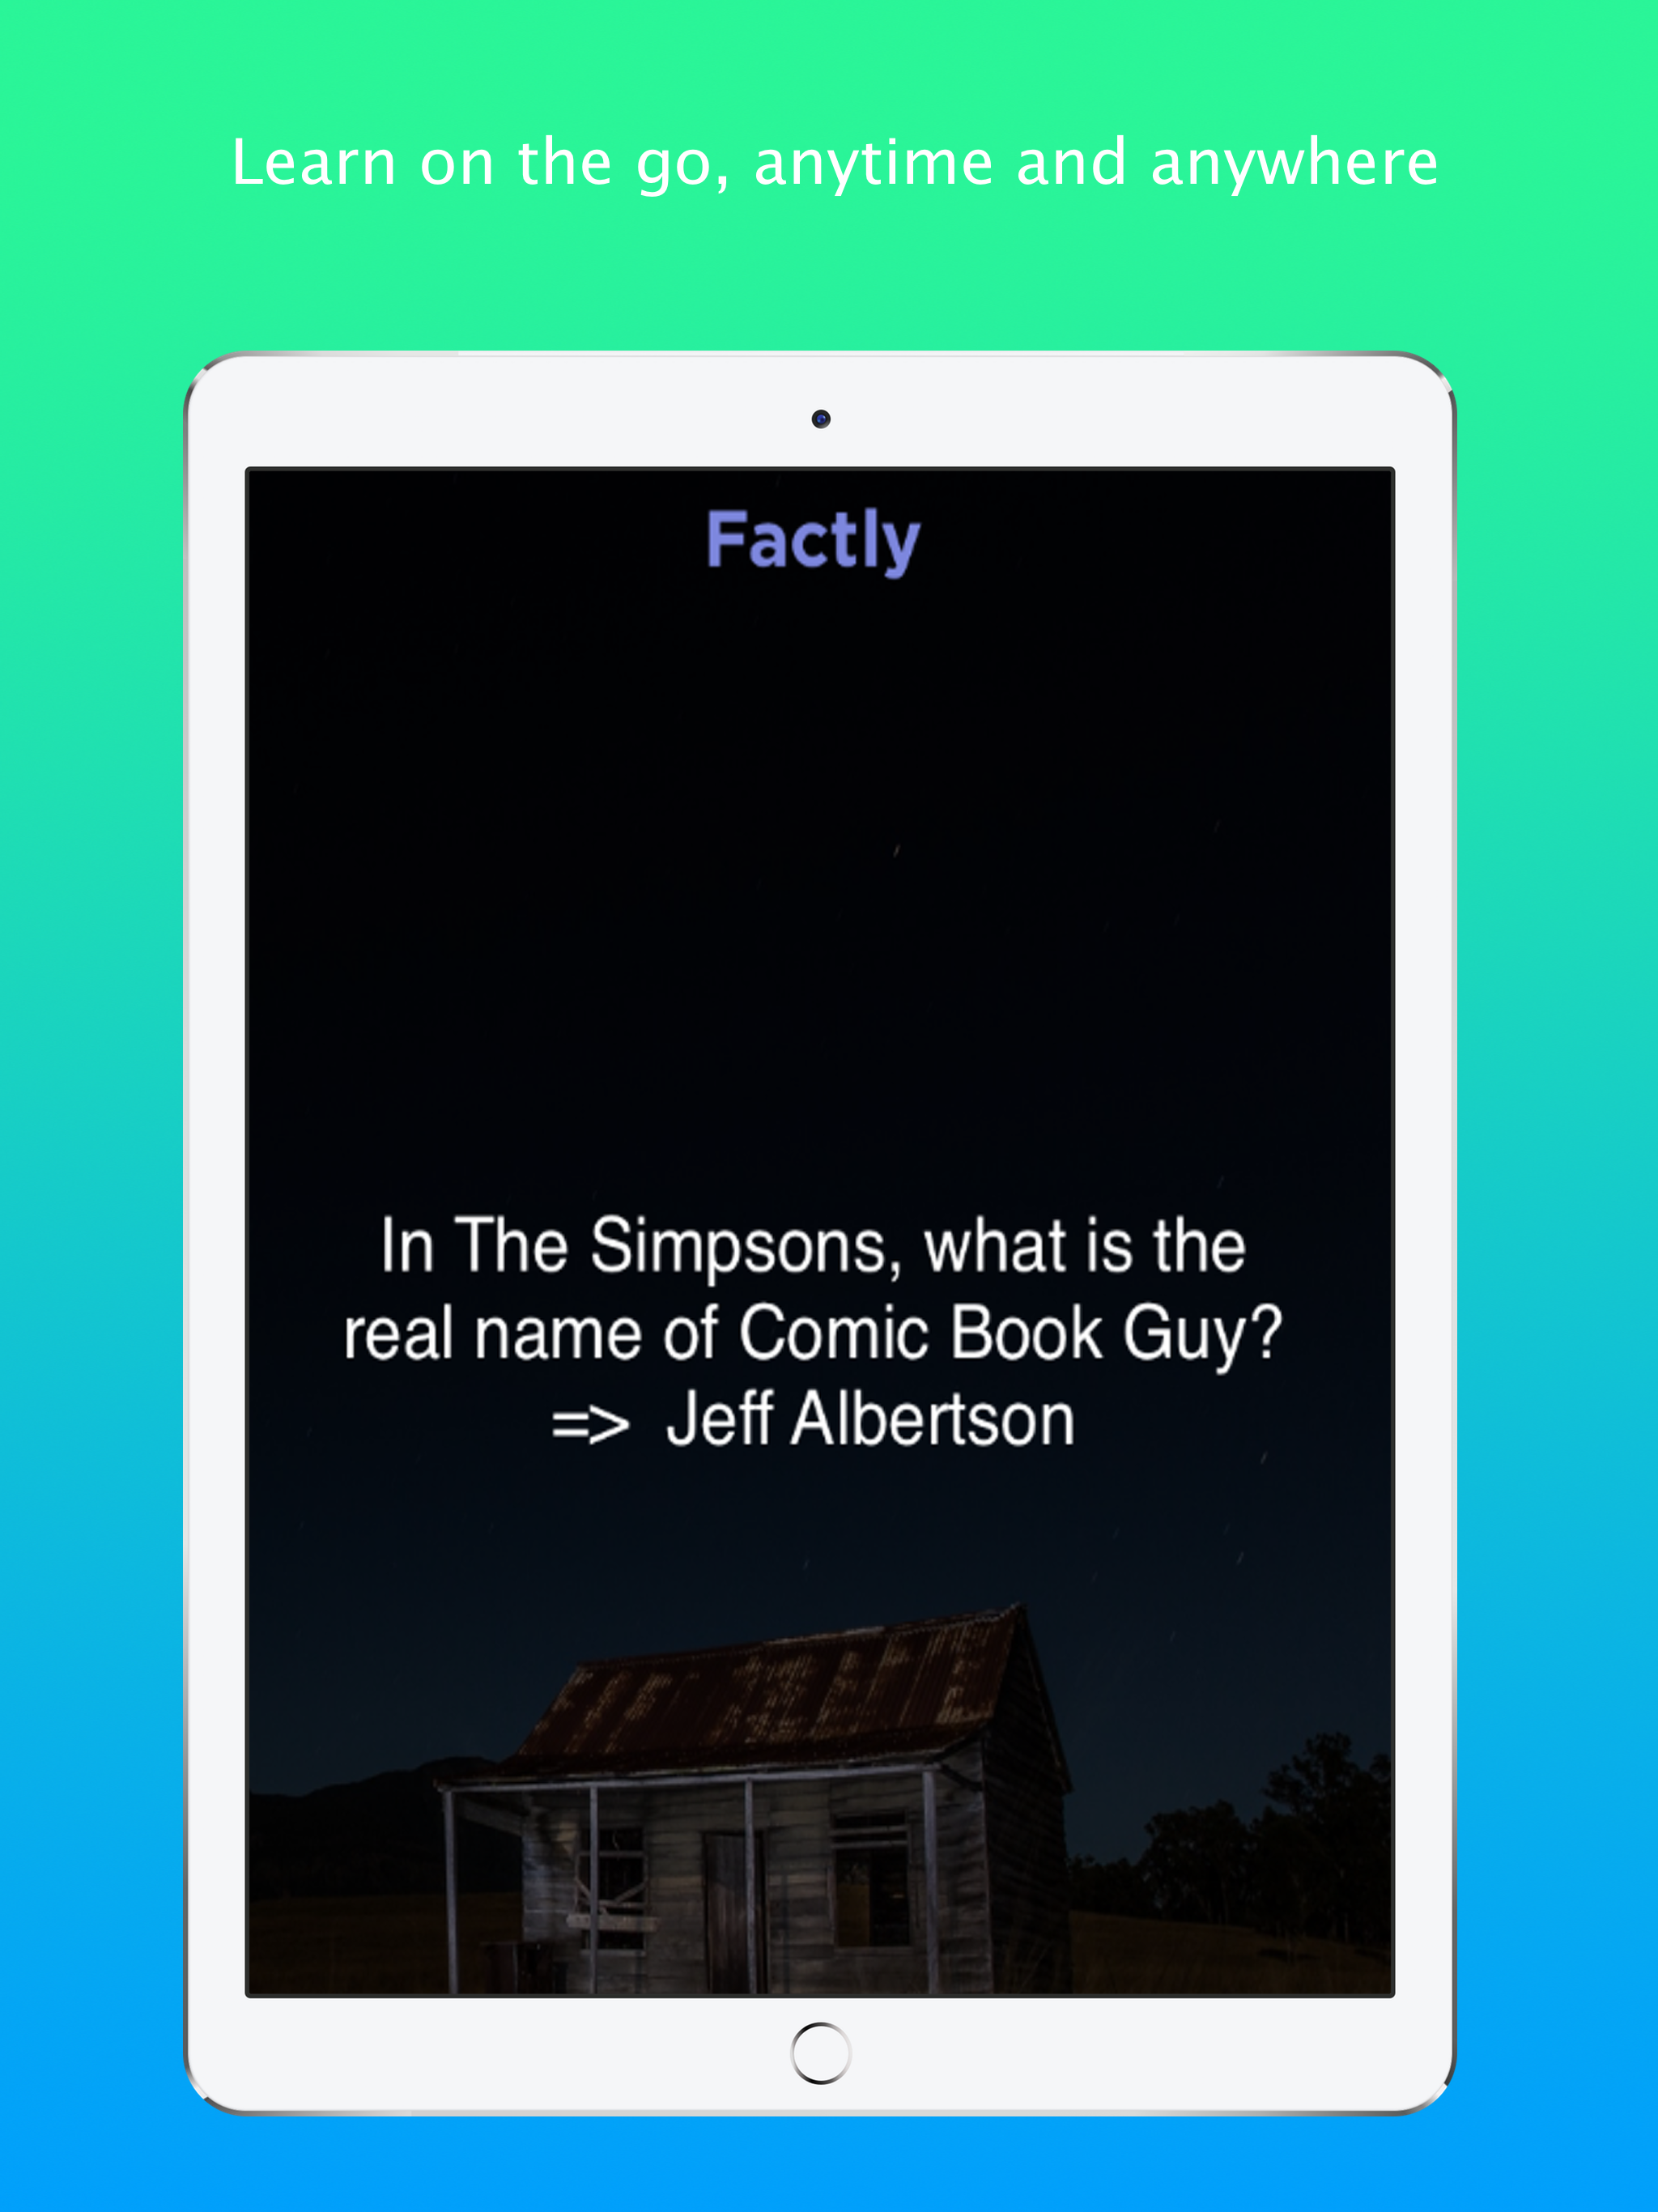 Learn on the go, anytime and anywhere
Factly
In The Simpsons, what is the
real name of Comic Book Guy?
=> Jeff Albertson